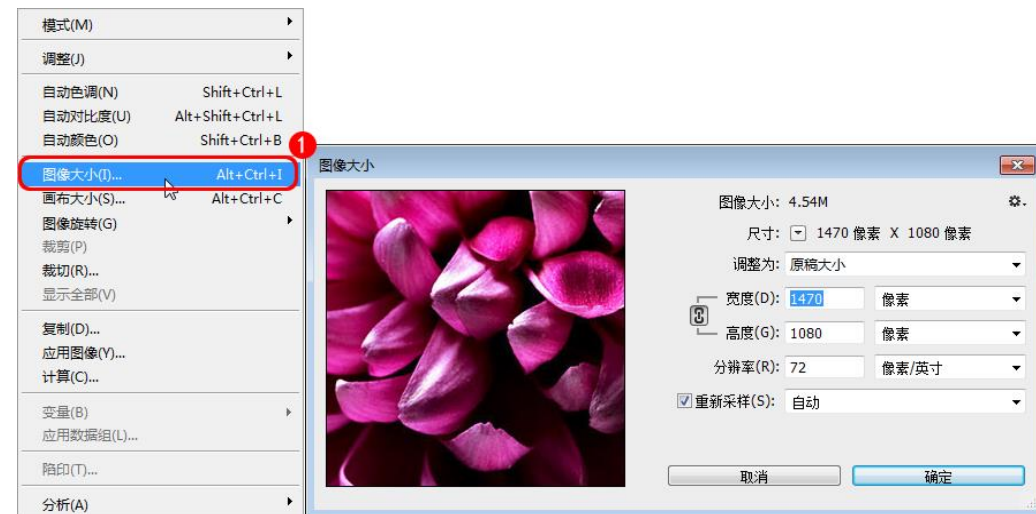 模式(M)
调整(J)
自动色调(N) Shift+Ctrl+L
自动对比度(U) Alt+Shift+Ctrl+L
自动颜色(O) Shift+Ctrl+B
1
图像大小(I)... Alt+Ctrl+I
画布大小(S)... Alt+Ctrl+C
图像旋转(G)
裁剪(P)
裁切(R)...
显示全部(V)
复制(D)...
应用图像(Y)...
计算(C)...
变量(B)
应用数据组(L)...
陷印(T)...
分析(A)
图像大小
图像大小: 4.54M
尺寸: 1470 像素 X 1080 像素
调整为: 原稿大小
宽度(D): 1470 像素
高度(G): 1080 像素
分辨率(R): 72 像素/英寸
重新采样(S): 自动
取消 确定